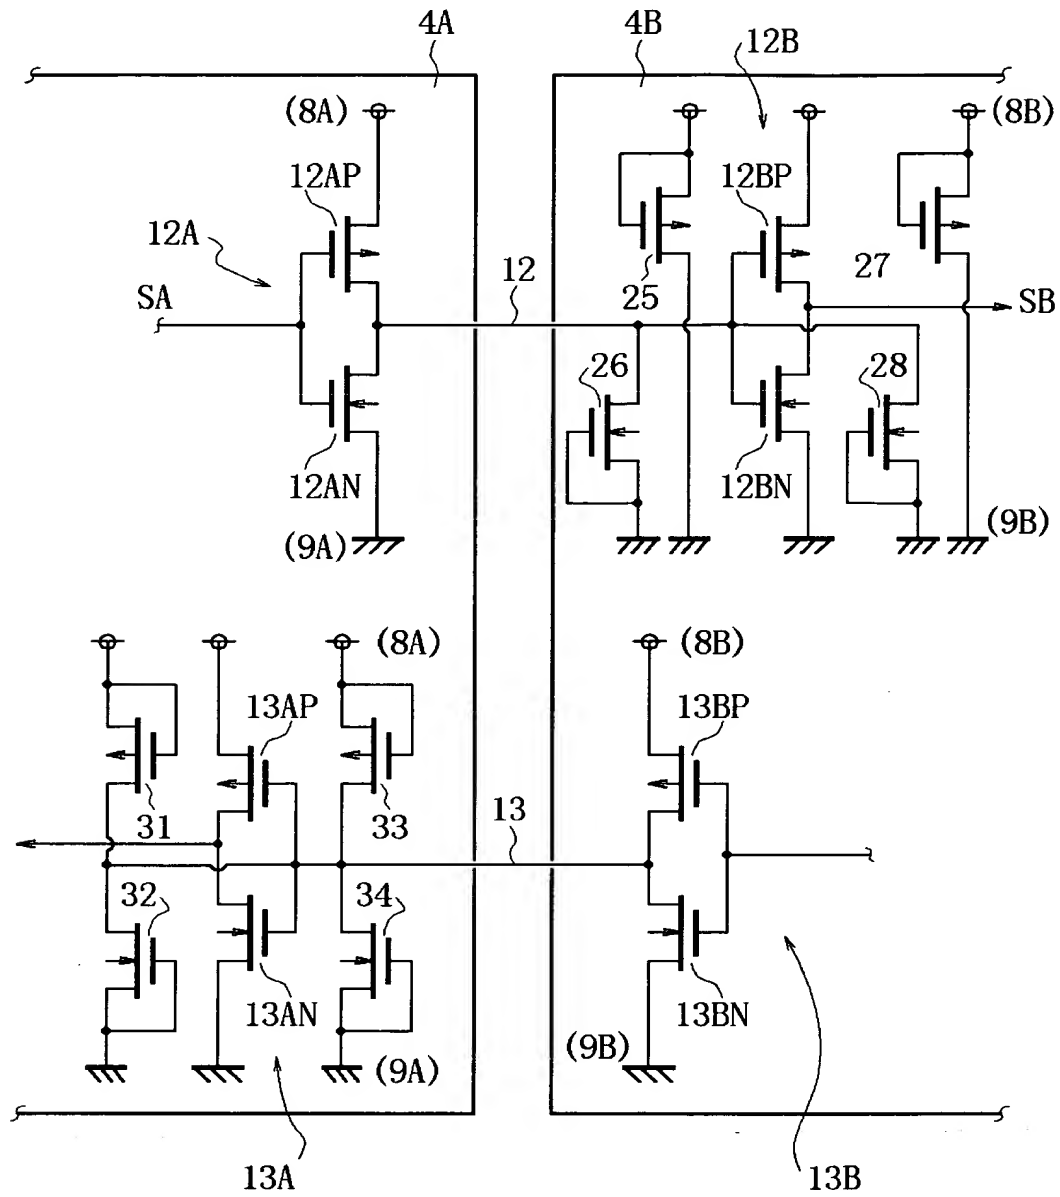 4A
4B
12B
(8A)
(8B)
12AP
12BP
12A
12
25
27
SA
SB
26
28
12AN
12BN
(9A)
(9B)
(8A)
(8B)
13AP
13BP
31
33
13
32
34
13AN
13BN
(9A)
(9B)
13A
13B